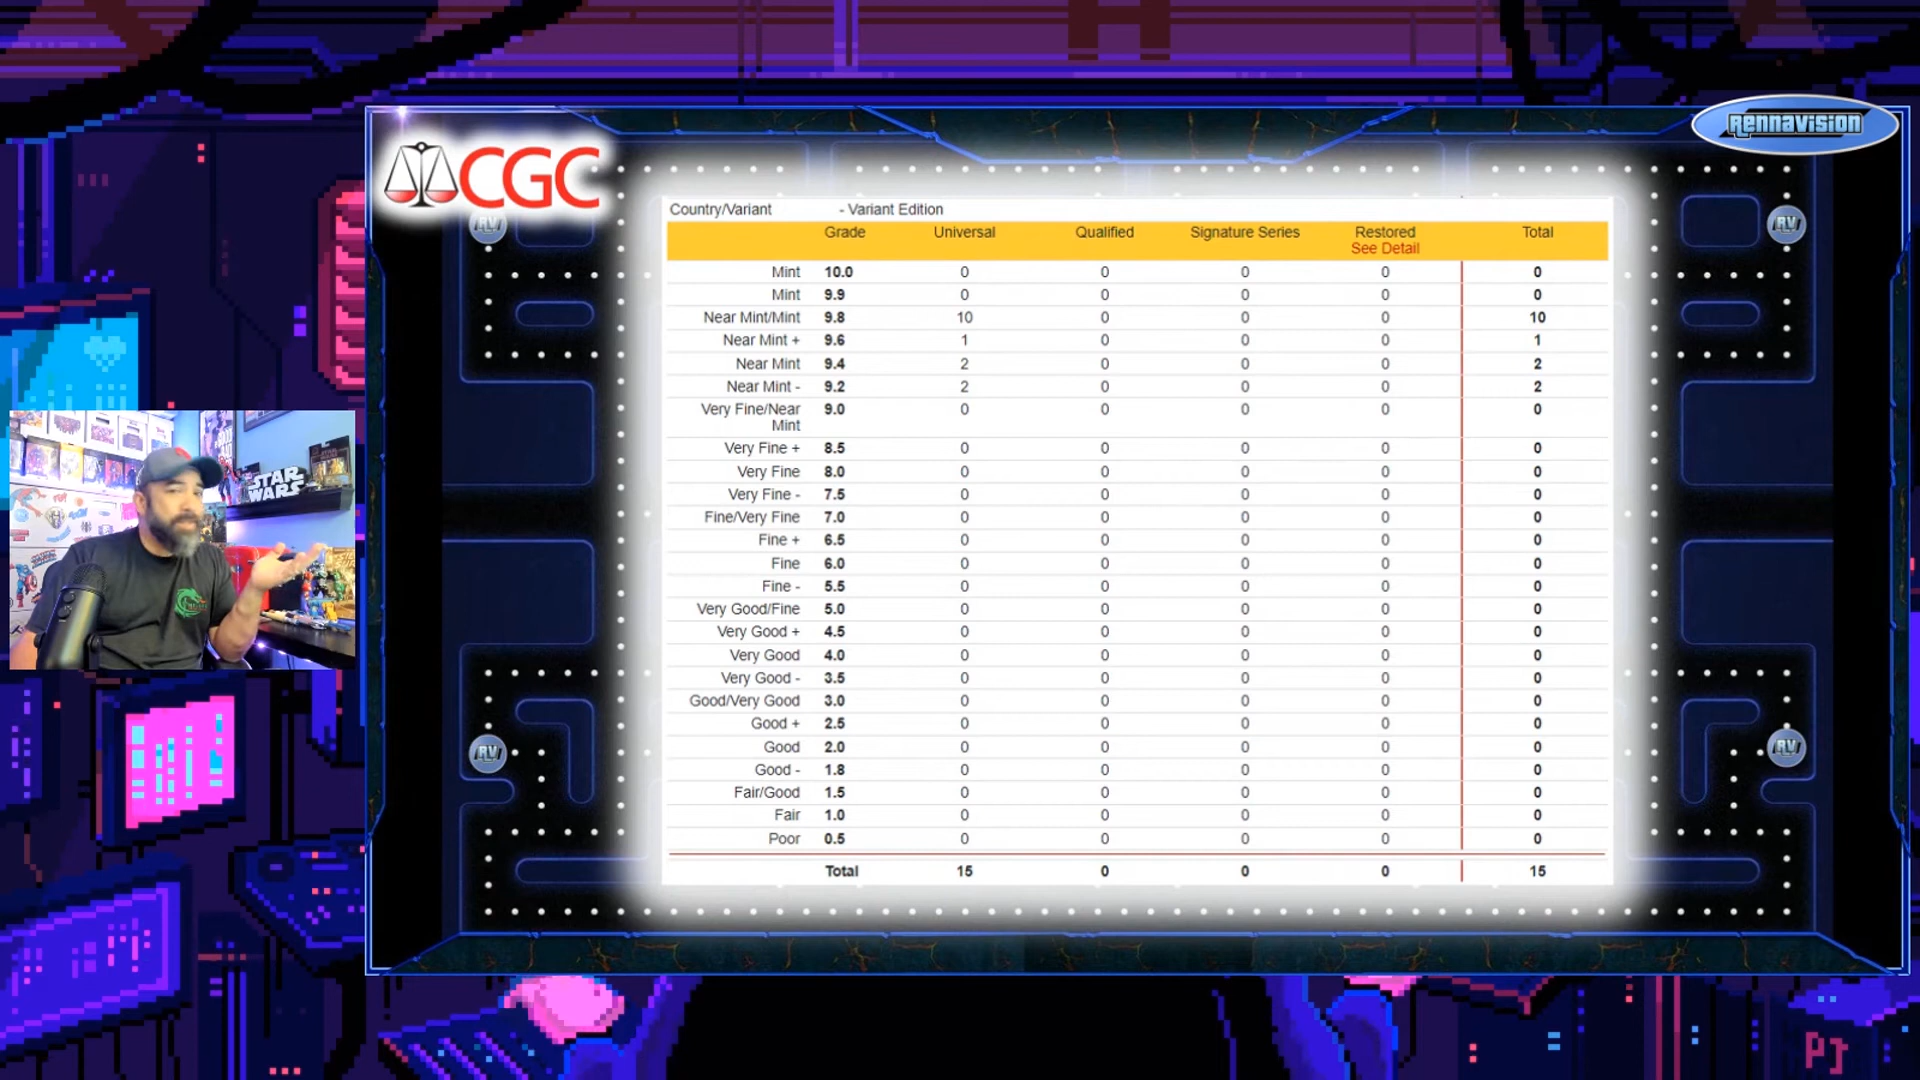 RennaVision
CGC
Country/Variant - Variant Edition
Grade Universal Qualified Signature Series Restored Total
See Detail
Mint 10.0 0 0 0 0 0
Mint 9.9 0 0 0 0 0
Near Mint/Mint 9.8 10 0 0 0 10
Near Mint + 9.6 1 0 0 0 1
Near Mint 9.4 2 0 0 0 2
Near Mint - 9.2 2 0 0 0 2
Very Fine/Near 9.0 0 0 0 0 0
Mint
Very Fine + 8.5 0 0 0 0 0
Very Fine 8.0 0 0 0 0 0
Very Fine - 7.5 0 0 0 0 0
Fine/Very Fine 7.0 0 0 0 0 0
Fine + 6.5 0 0 0 0 0
Fine 6.0 0 0 0 0 0
Fine - 5.5 0 0 0 0 0
Very Good/Fine 5.0 0 0 0 0 0
Very Good + 4.5 0 0 0 0 0
Very Good 4.0 0 0 0 0 0
Very Good - 3.5 0 0 0 0 0
Good/Very Good 3.0 0 0 0 0 0
Good + 2.5 0 0 0 0 0
Good 2.0 0 0 0 0 0
Good - 1.8 0 0 0 0 0
Fair/Good 1.5 0 0 0 0 0
Fair 1.0 0 0 0 0 0
Poor 0.5 0 0 0 0 0
Total 15 0 0 0 15
RV
RV
RV
RV
STAR
WARS
H